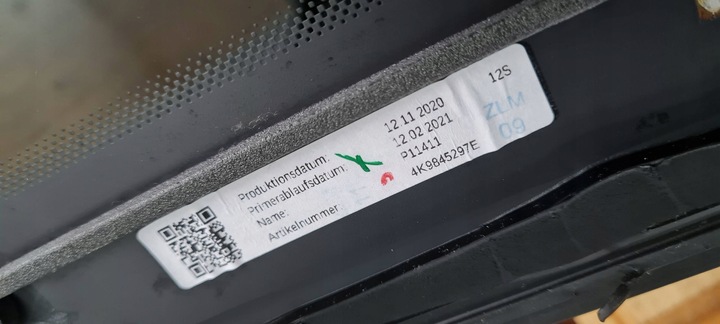 Produktionsdatum: 12 11 2020 12S
Primerablaufsdatum: 12 02 2021
Name: P11411
Artikelnummer: 4K9845297E
ZLM
09